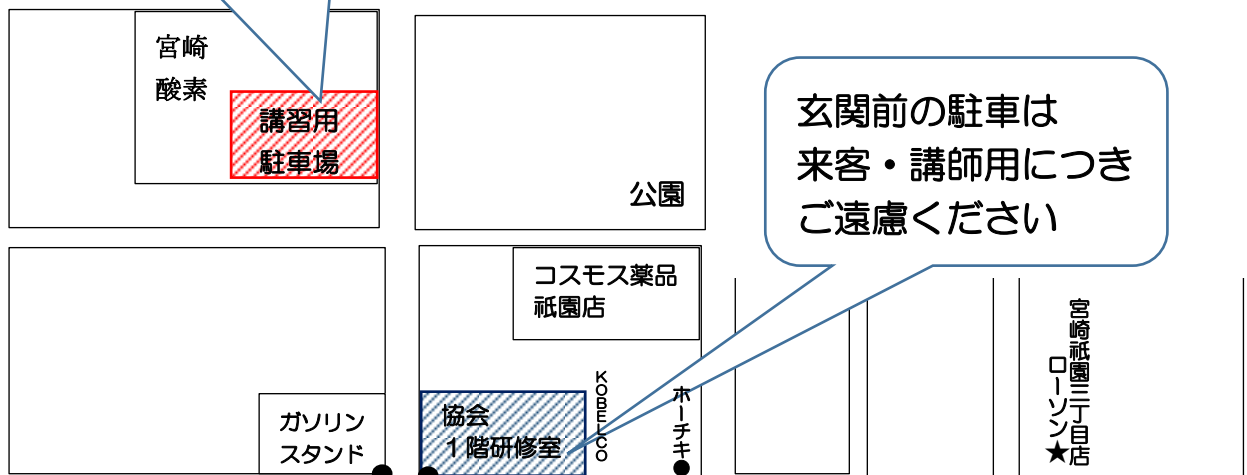 宮崎
酸素
講習用
駐車場
公園
玄関前の駐車は
来客・講師用につき
ご遠慮ください
コスモス薬品
祇園店
KOBELCO
ホーチキ
協会
１階研修室
ガソリン
スタンド
宮崎祇園三丁目店
ローソン★